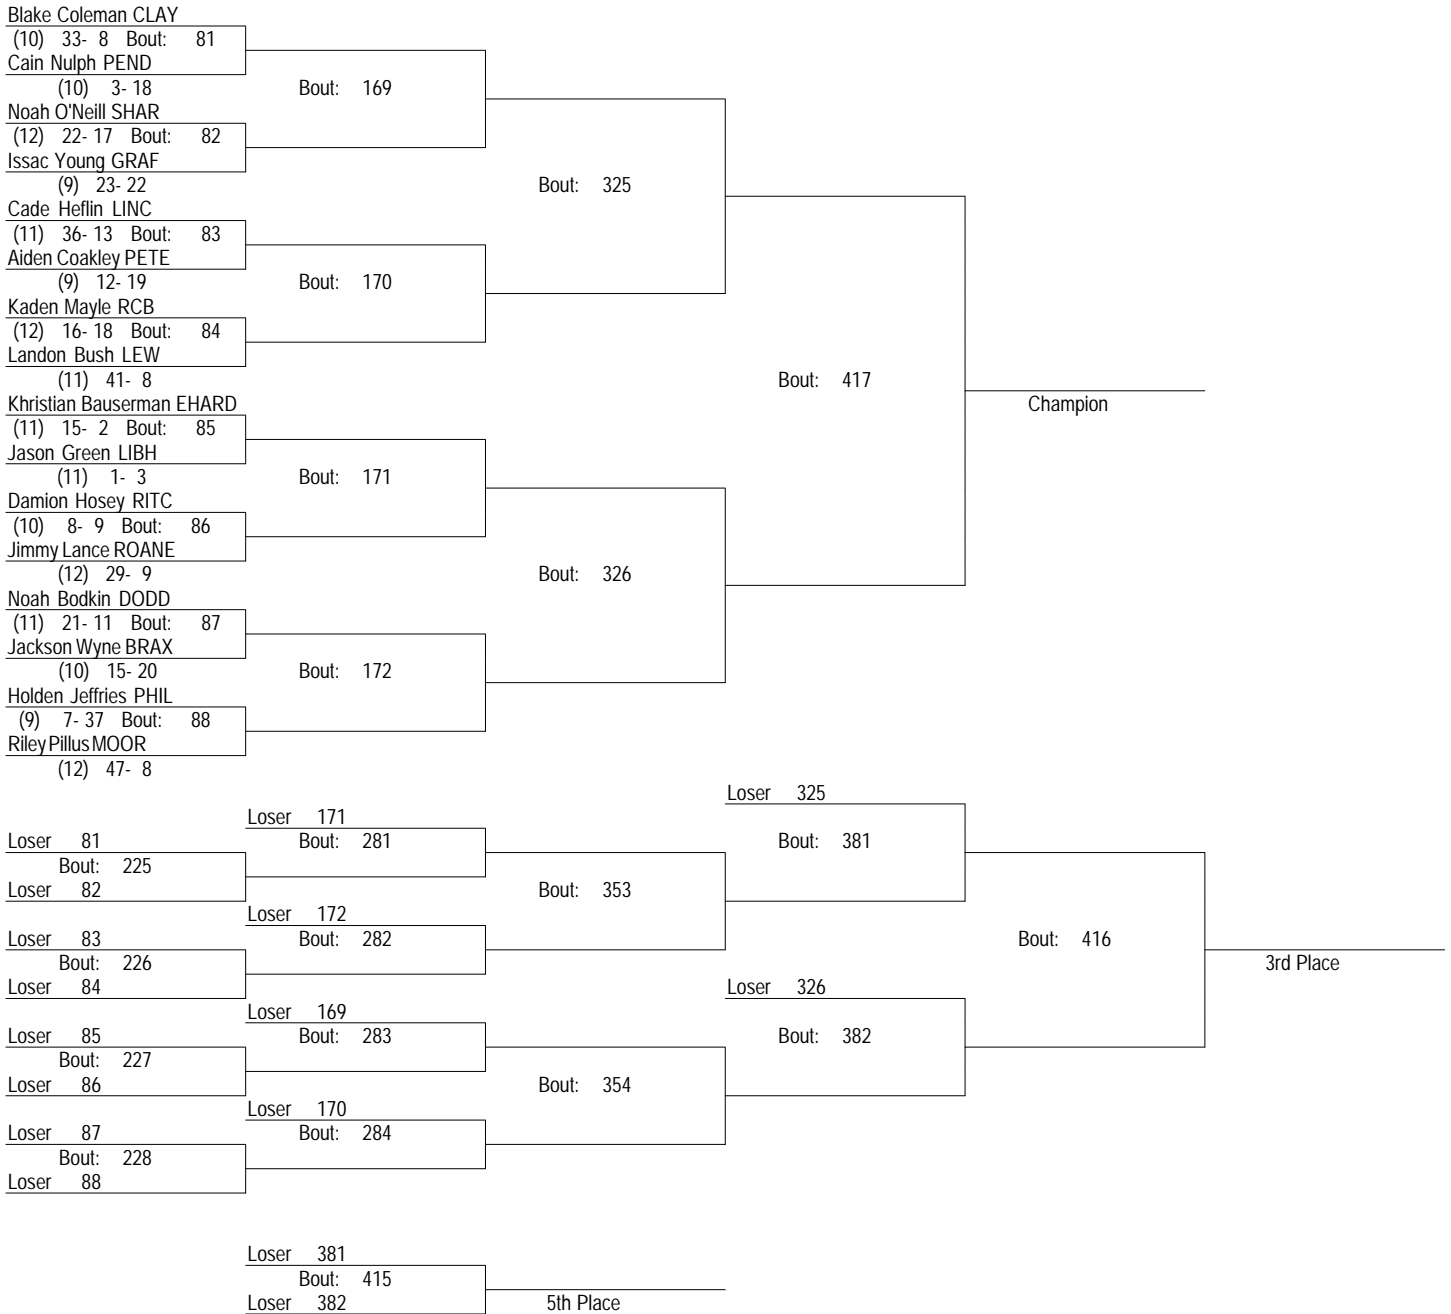 Blake Coleman CLAY
(10) 33- 8 Bout: 81
Cain Nulph PEND
(10) 3- 18
Bout: 169
Noah O'Neill SHAR
(12) 22- 17 Bout: 82
Issac Young GRAF
(9) 23- 22
Bout: 325
Cade Heflin LINC
(11) 36- 13 Bout: 83
Aiden Coakley PETE
(9) 12- 19
Bout: 170
Kaden Mayle RCB
(12) 16- 18 Bout: 84
Landon Bush LEW
(11) 41- 8
Bout: 417
Champion
Khristian Bauserman EHARD
(11) 15- 2 Bout: 85
Jason Green LIBH
(11) 1- 3
Bout: 171
Damion Hosey RITC
(10) 8- 9 Bout: 86
Jimmy Lance ROANE
(12) 29- 9
Bout: 326
Noah Bodkin DODD
(11) 21- 11 Bout: 87
Jackson Wyne BRAX
(10) 15- 20
Bout: 172
Holden Jeffries PHIL
(9) 7- 37 Bout: 88
Riley Pillus MOOR
(12) 47- 8
Loser 325
Loser 171
Loser 81
Bout: 281
Bout: 381
Bout: 225
Loser 82
Bout: 353
Loser 172
Loser 83
Bout: 282
Bout: 416
Bout: 226
3rd Place
Loser 84
Loser 326
Loser 169
Loser 85
Bout: 283
Bout: 382
Bout: 227
Loser 86
Bout: 354
Loser 170
Loser 87
Bout: 284
Bout: 228
Loser 88
Loser 381
Bout: 415
Loser 382
5th Place